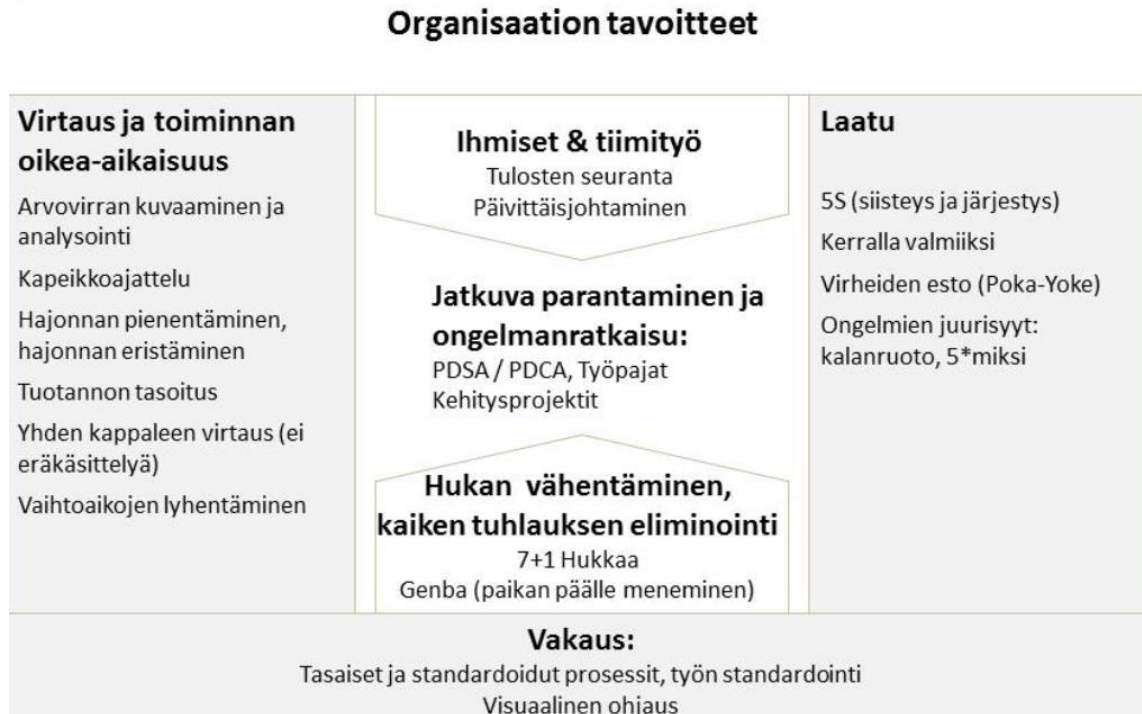 Organisaation tavoitteet
Virtaus ja toiminnan
oikea-aikaisuus
Arvovirran kuvaaminen ja
analysointi
Kapeikkoajattelu
Hajonnan pienentäminen,
hajonnan eristäminen
Tuotannon tasoitus
Yhden kappaleen virtaus (ei
eräkäsittelyä)
Vaihtoaikojen lyhentäminen
Ihmiset & tiimityö
Tulosten seuranta
Päivittäisjohtaminen
Jatkuva parantaminen ja
ongelmanratkaisu:
PDSA / PDCA, Työpajat
Kehitysprojektit
Hukan vähentäminen,
kaiken tuhlauksen eliminointi
7+1 Hukkaa
Genba (paikan päälle meneminen)
Laatu
5S (siisteys ja järjestys)
Kerralla valmiiksi
Virheiden esto (Poka-Yoke)
Ongelmien juurisyyt:
kalanruoto, 5*miksi
Vakaus:
Tasaiset ja standardoidut prosessit, työn standardointi
Visuaalinen ohjaus